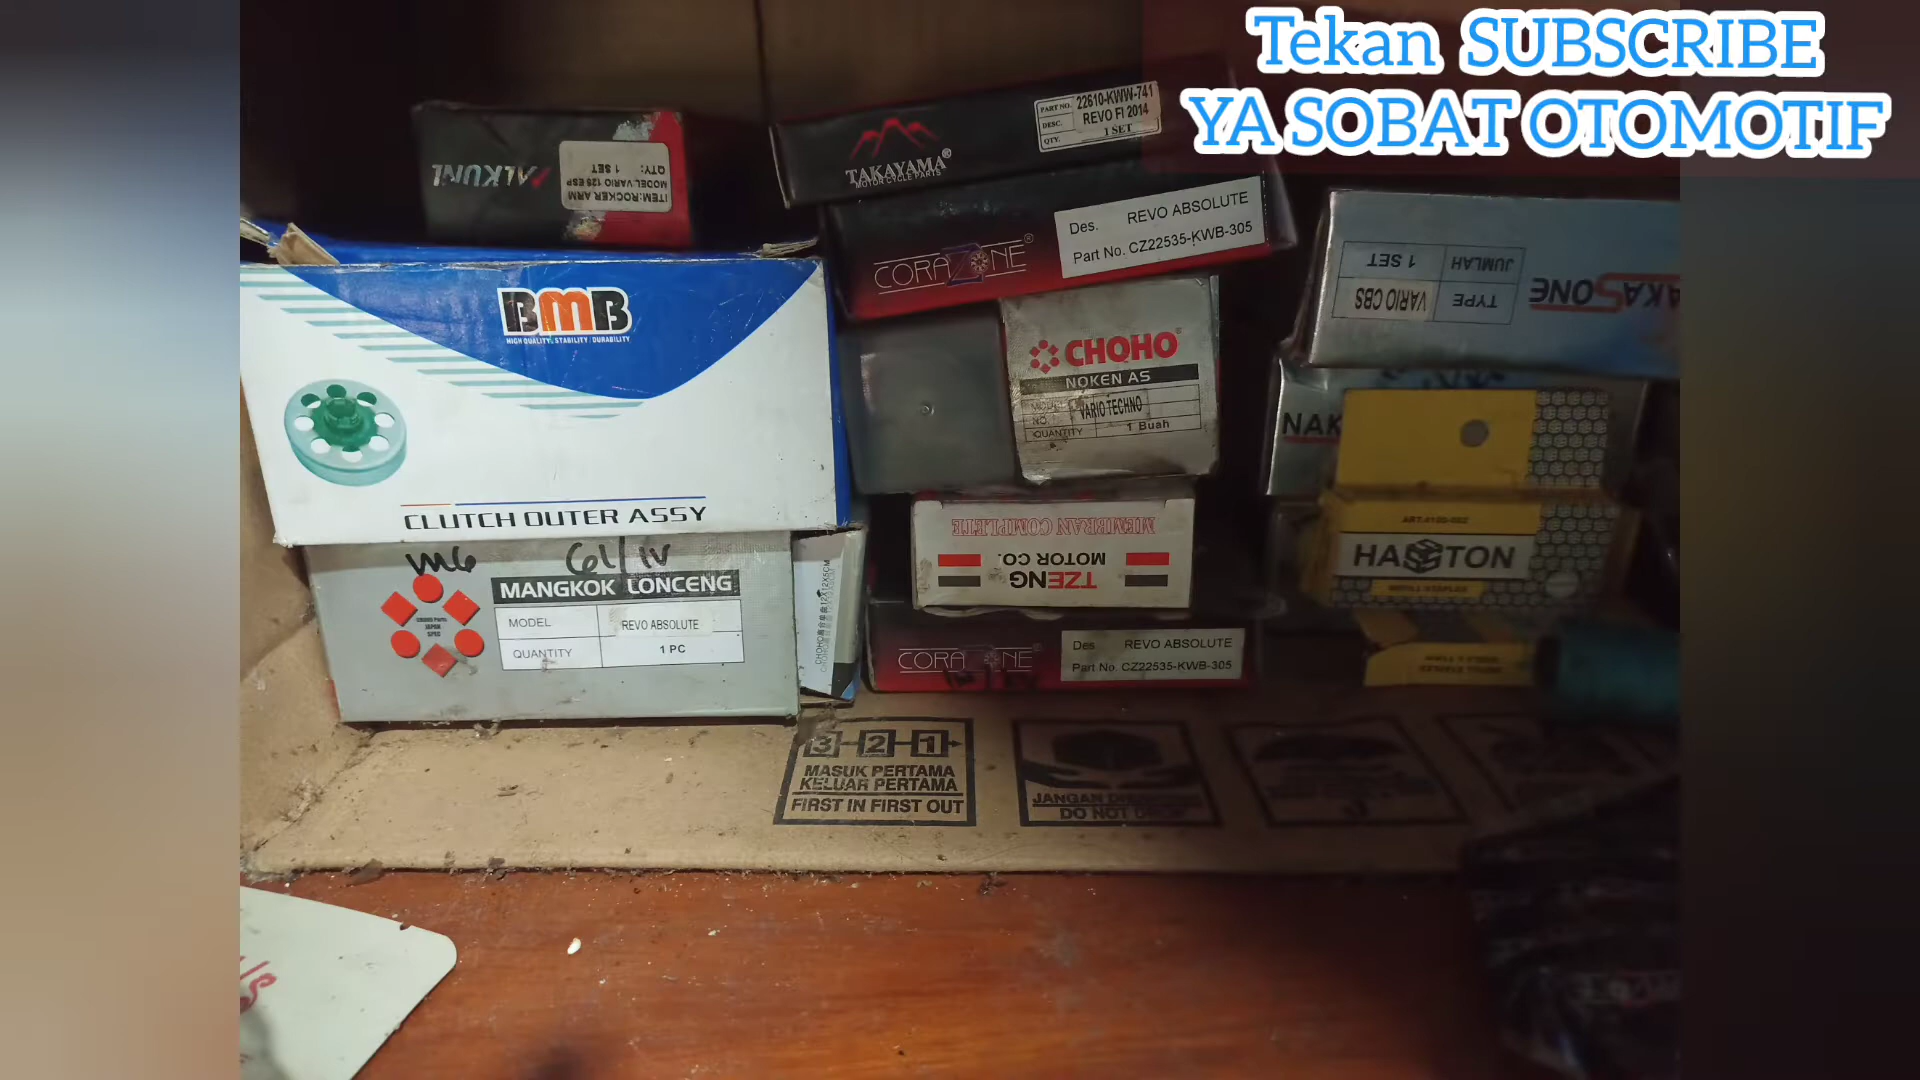 Tekan SUBSCRIBE
YA SOBAT OTOMOTIF
ITEM:ROCKER ARM
MODEL:VARIO 125 ESP
QTY: 1 SET
TAKAYAMA®
MOTOR CYCLE PARTS
PART NO. 22610-KWW-741
DESC. REVO FI 2014
QTY. 1 SET
CORAZONE®
Des. REVO ABSOLUTE
Part No. CZ22535-KWB-305
TYPE VARIO CBS
JUMLAH 1 SET
BMB
HIGH QUALITY, STABILITY / DURABILITY
CLUTCH OUTER ASSY
CHOHO
NOKEN AS
VARIO TECHNO
NO.
QUANTITY 1 Buah
NAK
TZENG
MOTOR CO.
MEMBRAN COMPLETE
HASSTON
MANGKOK LONCENG
MODEL REVO ABSOLUTE
QUANTITY 1 PC
CORAZONE®
Des REVO ABSOLUTE
Part No. CZ22535-KWB-305
3 2 1
MASUK PERTAMA
KELUAR PERTAMA
FIRST IN FIRST OUT
JANGAN
DO NOT DROP